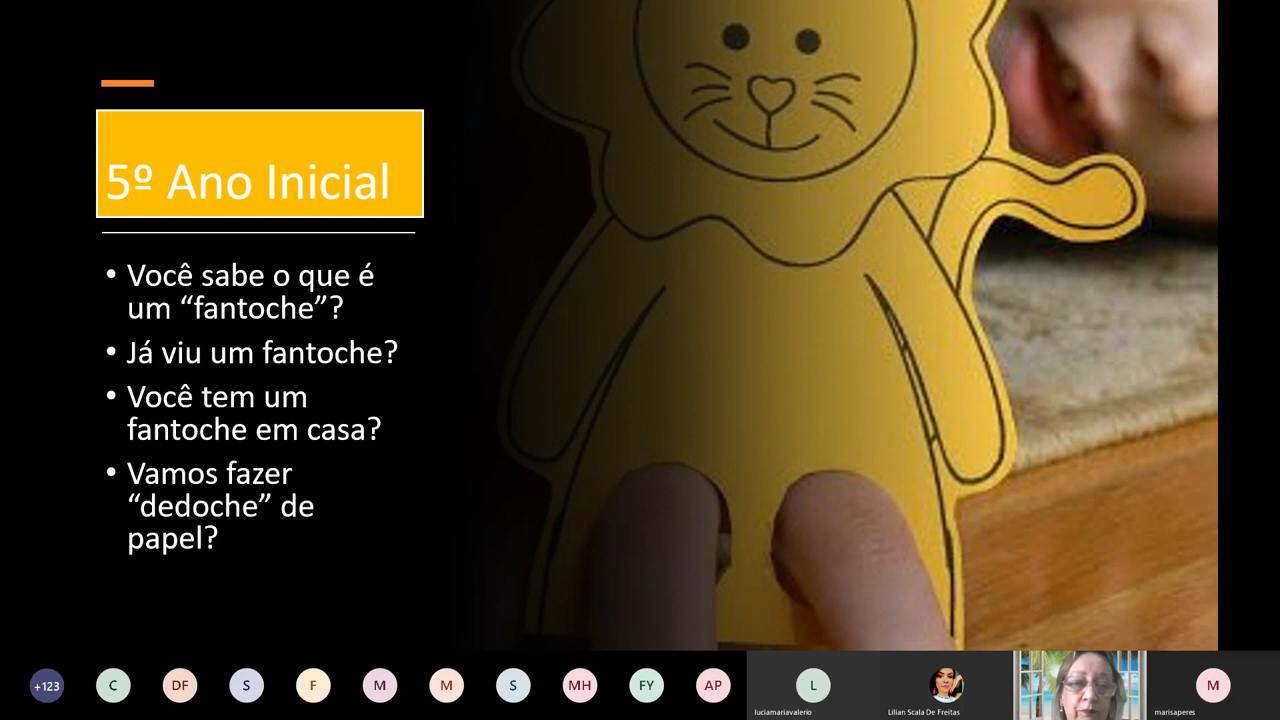 5º Ano Inicial
• Você sabe o que é
um “fantoche”?
• Já viu um fantoche?
• Você tem um
fantoche em casa?
• Vamos fazer
“dedoche” de
papel?
+123
C
DF
S
F
M
M
S
MH
FY
AP
L
M
luciamariavalerio
Lilian Scala De Freitas
marisaperes